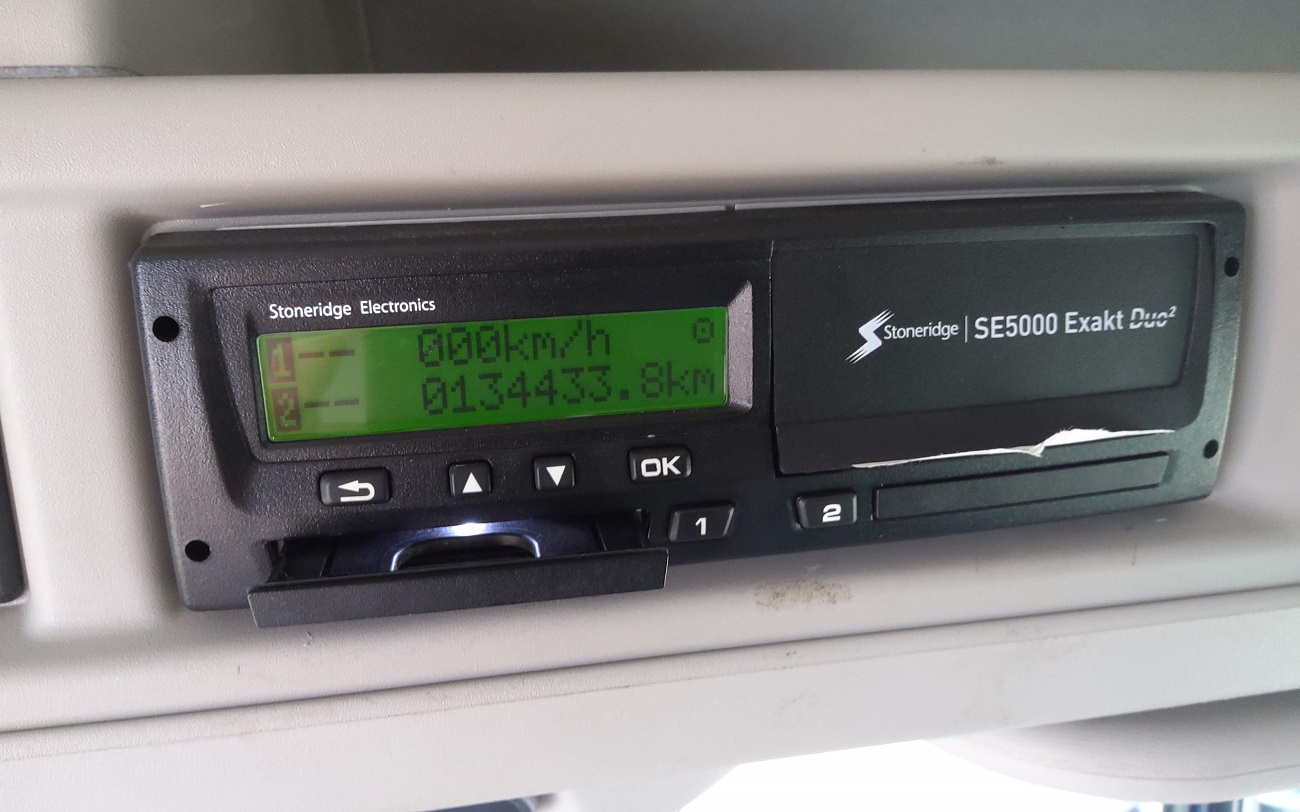 Stoneridge Electronics
1 -- 000km/h
2 -- 0134433.8km
Stoneridge | SE5000 Exakt Duo²
OK
1
2